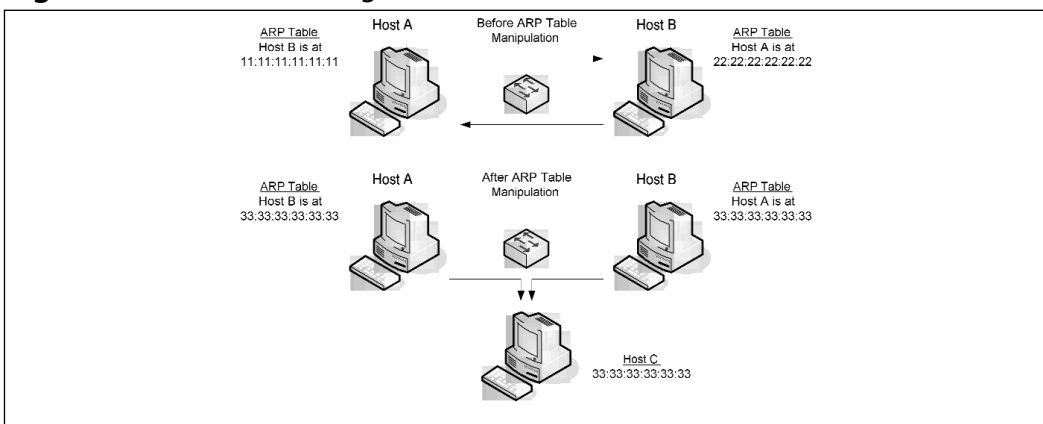 Host A
Before ARP Table
Manipulation
Host B
ARP Table
Host B is at
11:11:11:11:11:11
ARP Table
Host A is at
22:22:22:22:22:22
Host A
After ARP Table
Manipulation
Host B
ARP Table
Host B is at
33:33:33:33:33:33
ARP Table
Host A is at
33:33:33:33:33:33
Host C
33:33:33:33:33:33